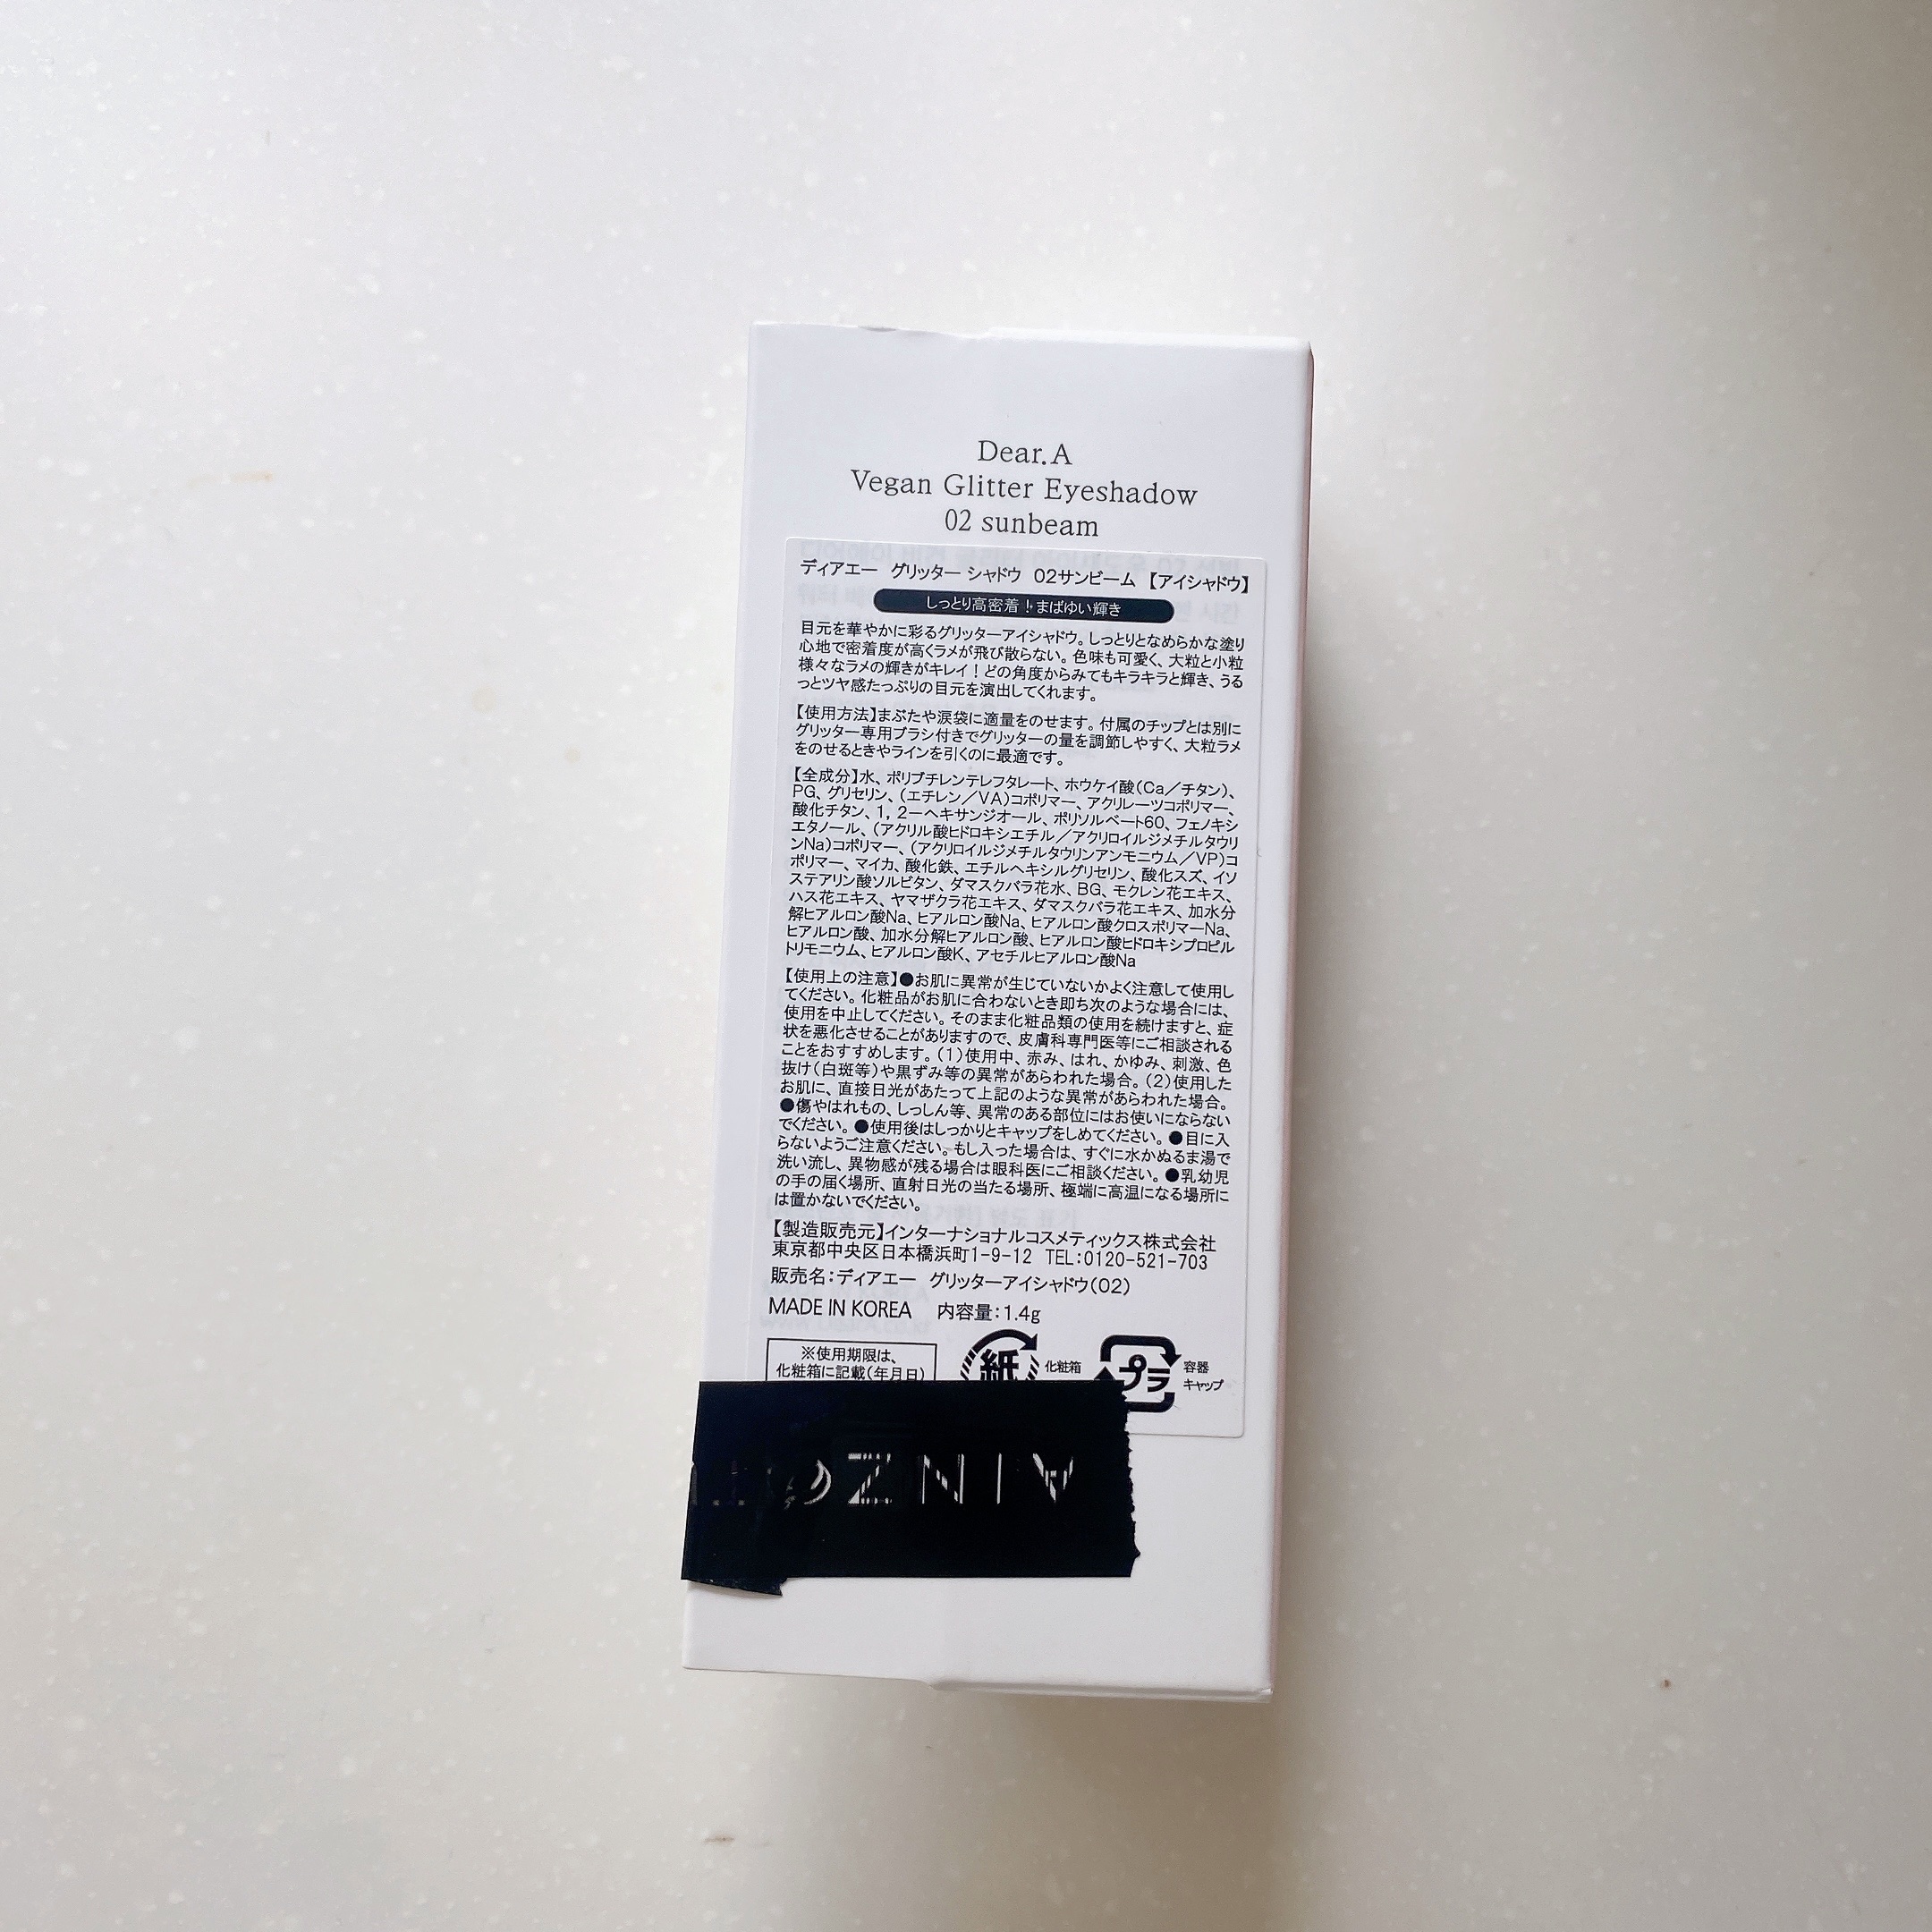 Dear.A
Vegan Glitter Eyeshadow
02 sunbeam
ディアエー グリッター シャドウ 02サンビーム 【アイシャドウ】
しっとり高密着！まばゆい輝き
目元を華やかに彩るグリッターアイシャドウ。しっとりとなめらかな塗り
心地で密着度が高くラメが飛び散らない。色味も可愛く、大粒と小粒
様々なラメの輝きがキレイ！どの角度からみてもキラキラと輝き、うる
っとツヤ感たっぷりの目元を演出してくれます。
【使用方法】まぶたや涙袋に適量をのせます。付属のチップとは別に
グリッター専用ブラシ付きでグリッターの量を調節しやすく、大粒ラメ
をのせるときやラインを引くのに最適です。
【全成分】水、ポリブチレンテレフタレート、ホウケイ酸（Ca／チタン）、
PG、グリセリン、（エチレン／VA）コポリマー、アクリレーツコポリマー、
酸化チタン、1，2－ヘキサンジオール、ポリソルベート60、フェノキシ
エタノール、（アクリル酸ヒドロキシエチル／アクリロイルジメチルタウリ
ンNa）コポリマー、（アクリロイルジメチルタウリンアンモニウム／VP）コ
ポリマー、マイカ、酸化鉄、エチルヘキシルグリセリン、酸化スズ、イソ
ステアリン酸ソルビタン、ダマスクバラ花水、BG、モクレン花エキス、
ハス花エキス、ヤマザクラ花エキス、ダマスクバラ花エキス、加水分
解ヒアルロン酸Na、ヒアルロン酸Na、ヒアルロン酸クロスポリマーNa、
ヒアルロン酸、加水分解ヒアルロン酸、ヒアルロン酸ヒドロキシプロピル
トリモニウム、ヒアルロン酸K、アセチルヒアルロン酸Na
【使用上の注意】●お肌に異常が生じていないかよく注意して使用し
てください。化粧品がお肌に合わないとき即ち次のような場合には、
使用を中止してください。そのまま化粧品類の使用を続けますと、症
状を悪化させることがありますので、皮膚科専門医等にご相談される
ことをおすすめします。（1）使用中、赤み、はれ、かゆみ、刺激、色
抜け（白斑等）や黒ずみ等の異常があらわれた場合。（2）使用した
お肌に、直接日光があたって上記のような異常があらわれた場合。
●傷やはれもの、しっしん等、異常のある部位にはお使いにならない
でください。●使用後はしっかりとキャップをしめてください。●目に入
らないようご注意ください。もし入った場合は、すぐに水かぬるま湯で
洗い流し、異物感が残る場合は眼科医にご相談ください。●乳幼児
の手の届く場所、直射日光の当たる場所、極端に高温になる場所に
は置かないでください。
【製造販売元】インターナショナルコスメティックス株式会社
東京都中央区日本橋浜町1-9-12 TEL：0120-521-703
販売名：ディアエー グリッターアイシャドウ（02）
MADE IN KOREA 内容量：1.4g
※使用期限は、
化粧箱に記載（年月日）
紙 化粧箱
プラ 容器
キャップ
AINZ